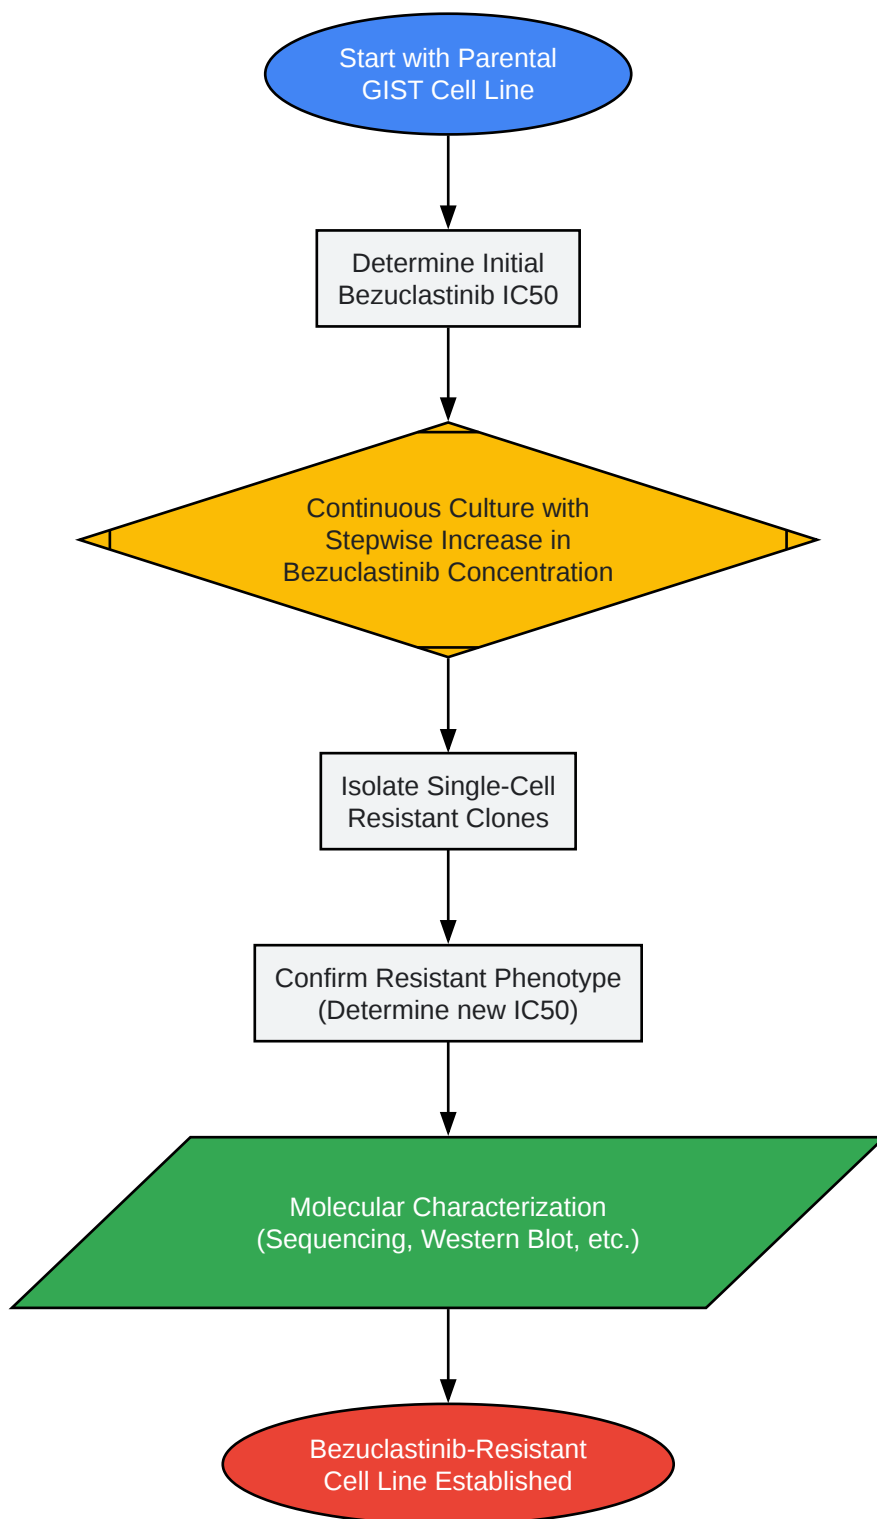 Start with Parental
GIST Cell Line
Determine Initial
Bezuclastinib IC50
Continuous Culture with
Stepwise Increase in
Bezuclastinib Concentration
Isolate Single-Cell
Resistant Clones
Confirm Resistant Phenotype
(Determine new IC50)
Molecular Characterization
(Sequencing, Western Blot, etc.)
Bezuclastinib-Resistant
Cell Line Established